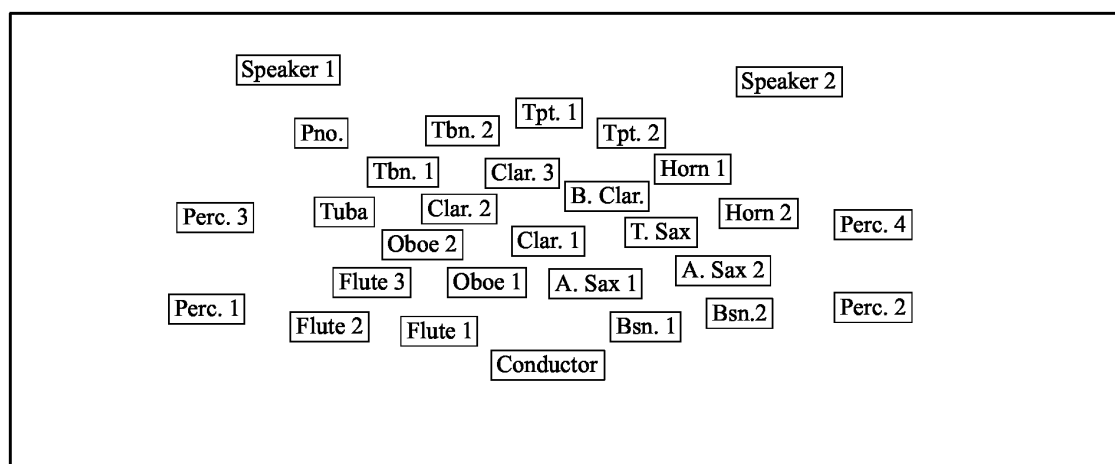 Speaker 1
Speaker 2
Tpt. 1
Pno.
Tbn. 2
Tpt. 2
Tbn. 1
Clar. 3
Horn 1
B. Clar.
Perc. 3
Tuba
Clar. 2
Horn 2
Perc. 4
Oboe 2
Clar. 1
T. Sax
Flute 3
Oboe 1
A. Sax 1
A. Sax 2
Perc. 1
Flute 2
Flute 1
Bsn. 1
Bsn.2
Perc. 2
Conductor